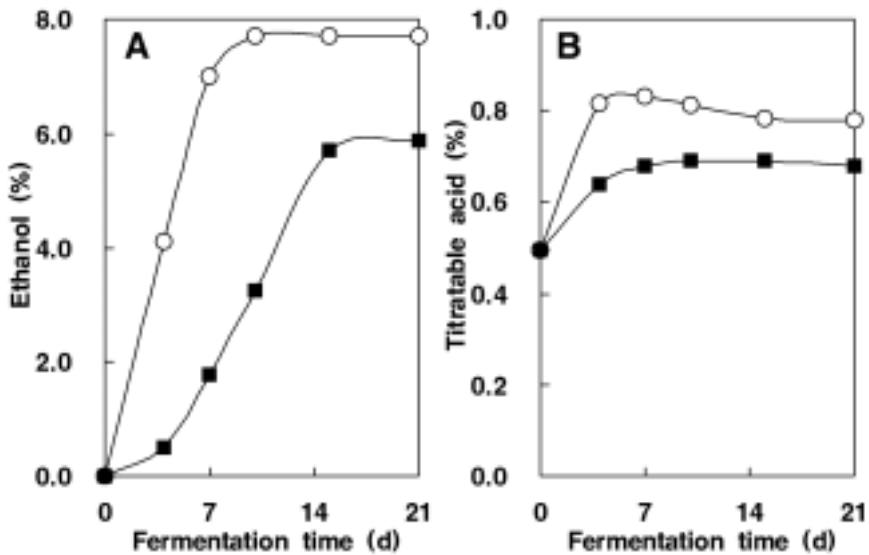 A
Ethanol (%)
8.0
6.0
4.0
2.0
0.0
0 7 14 21
Fermentation time (d)
B
Titratable acid (%)
1.0
0.8
0.6
0.4
0.2
0.0
0 7 14 21
Fermentation time (d)